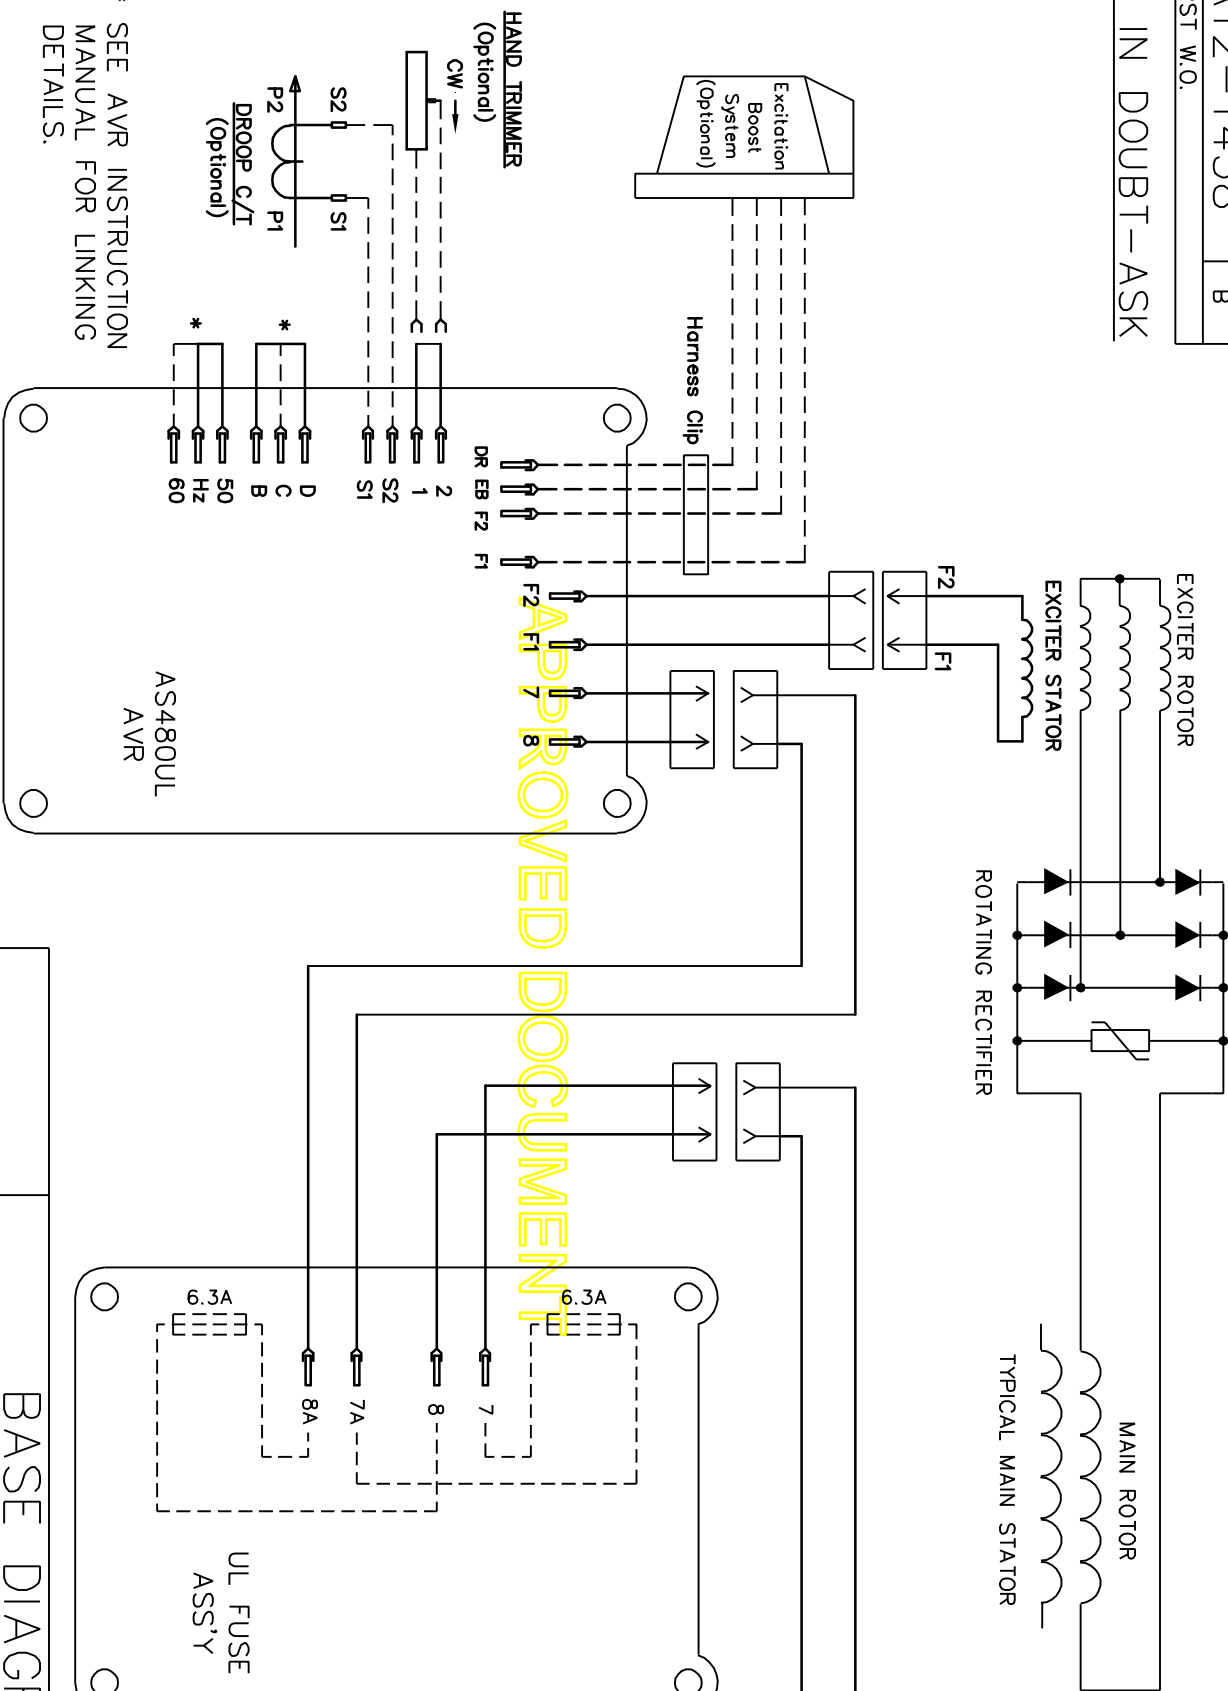 ST W.O.
B
IN DOUBT-ASK
EXCITER ROTOR
EXCITER STATOR
F2
F1
ROTATING RECTIFIER
MAIN ROTOR
TYPICAL MAIN STATOR
Excitation
Boost
System
(Optional)
Harness Clip
HAND TRIMMER
(Optional)
CW
S2
S1
P2
P1
DROOP C/T
(Optional)
* SEE AVR INSTRUCTION
MANUAL FOR LINKING
DETAILS.
*
*
DR
EB
F2
F1
F2
F1
7
8
2
1
S2
S1
D
C
B
50
Hz
60
AS480UL
AVR
APPROVED DOCUMENT
6.3A
6.3A
8A
7A
8
7
UL FUSE
ASS'Y
BASE